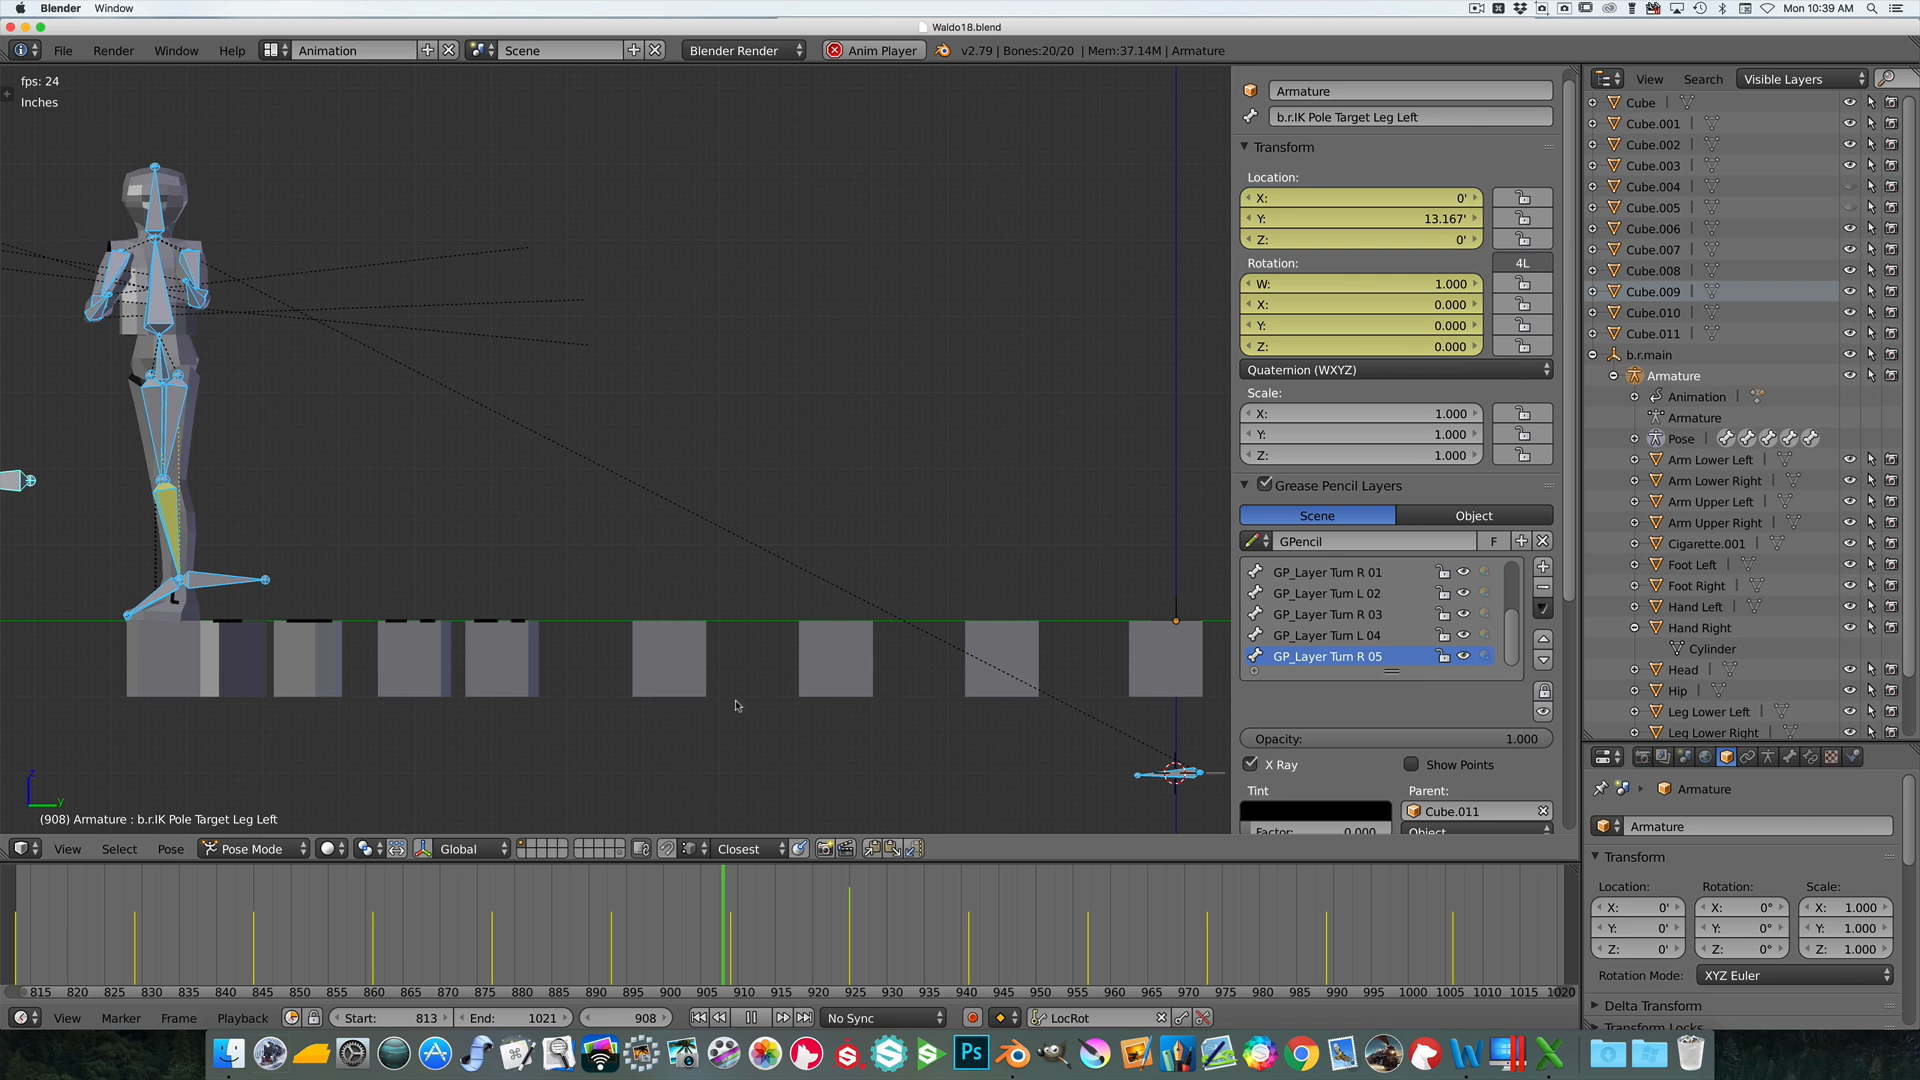 Blender Window Mon 10:39 AM
Waldo18.blend
File Render Window Help Animation Scene Blender Render Anim Player v2.79 | Bones:20/20 | Mem:37.14M | Armature
fps: 24
Inches
(908) Armature : b.r.IK Pole Target Leg Left
z
y
Armature
b.r.IK Pole Target Leg Left
Transform
Location:
X: 0'
Y: 13.167'
Z: 0'
Rotation: 4L
W: 1.000
X: 0.000
Y: 0.000
Z: 0.000
Quaternion (WXYZ)
Scale:
X: 1.000
Y: 1.000
Z: 1.000
Grease Pencil Layers
Scene Object
GPencil F
GP_Layer Turn R 01
GP_Layer Turn L 02
GP_Layer Turn R 03
GP_Layer Turn L 04
GP_Layer Turn R 05
Opacity: 1.000
X Ray Show Points
Tint Parent:
Cube.011
Factor: 0.000 Object
View Search Visible Layers
Cube
Cube.001
Cube.002
Cube.003
Cube.004
Cube.005
Cube.006
Cube.007
Cube.008
Cube.009
Cube.010
Cube.011
b.r.main
Armature
Animation
Armature
Pose
Arm Lower Left
Arm Lower Right
Arm Upper Left
Arm Upper Right
Cigarette.001
Foot Left
Foot Right
Hand Left
Hand Right
Cylinder
Head
Hip
Leg Lower Left
Leg Lower Right
Armature
Armature
Transform
Location: Rotation: Scale:
X: 0' X: 0° X: 1.000
Y: 0' Y: 0° Y: 1.000
Z: 0' Z: 0° Z: 1.000
Rotation Mode: XYZ Euler
Delta Transform
Transform Locks
View Select Pose Pose Mode Global Closest
815 820 825 830 835 840 845 850 855 860 865 870 875 880 885 890 895 900 905 910 915 920 925 930 935 940 945 950 955 960 965 970 975 980 985 990 995 1000 1005 1010 1015 1020
View Marker Frame Playback Start: 813 End: 1021 908 No Sync LocRot
Ps